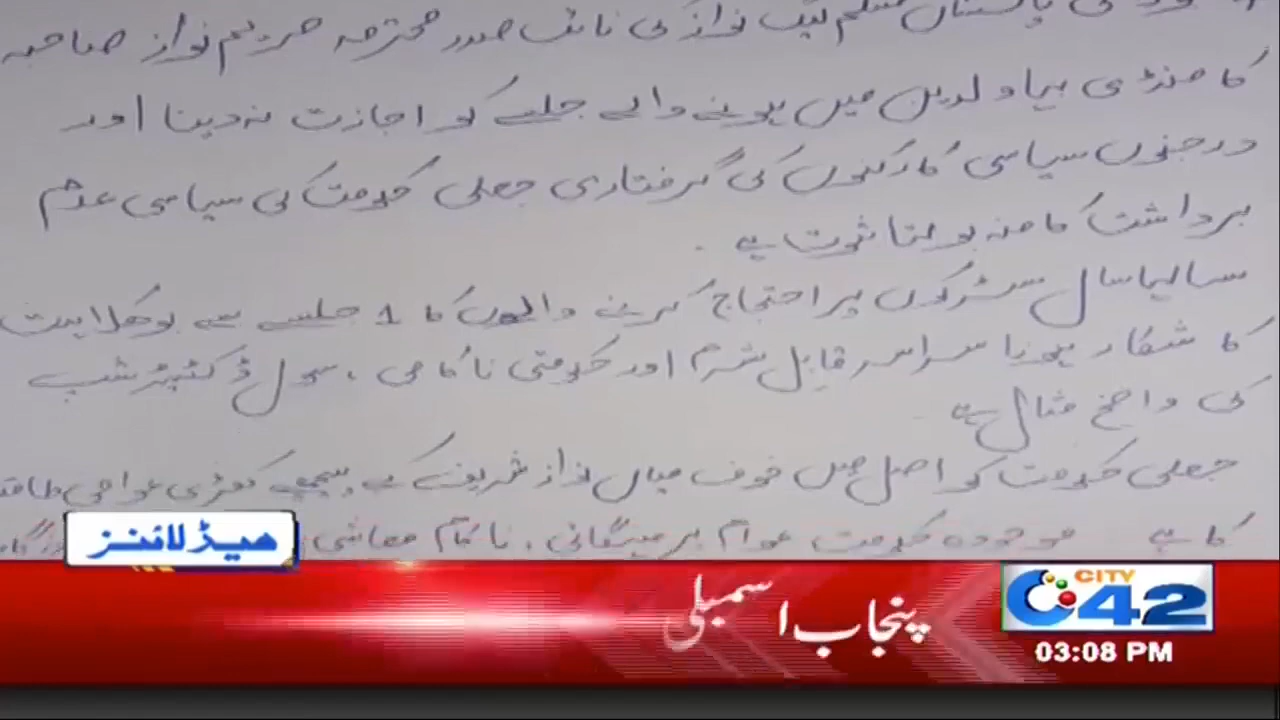 پاکستان مسلم لیگ نواز کی نائب صدر محترمہ مریم نواز صاحبہ
کا منڈی بہاولدین میں ہونے والے جلسے کو اجازت نہ دینا اور
درجنوں سیاسی کارکنوں کی گرفتاری جعلی حکومت کی سیاسی عدم
برداشت کا منہ بولتا ثبوت ہے ۔
سالہا سال سڑکوں پر احتجاج کرنے والوں کا 1 جلسے سے بوکھلاہٹ
کا شکار ہونا سراسر قابل شرم اور حکومتی ناکامی ، سول ڈکٹیٹر شپ
کی واضح مثال ہے۔
جعلی حکومت کو اصل میں خوف میاں نواز شریف کے پیچھے کھڑی عوامی
کا ہے موجودہ حکومت عوام پر مہنگائی ، ناکام معاشی
ہیڈلائنز
پنجاب اسمبلی
CITY
42
03:08 PM